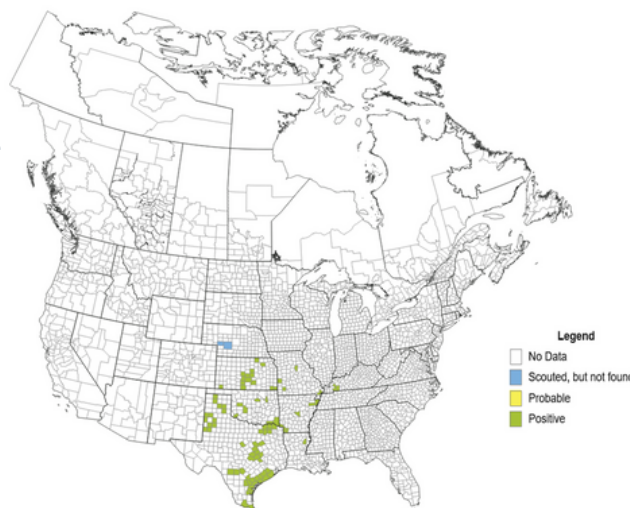 Legend
No Data
Scouted, but not found
Probable
Positive